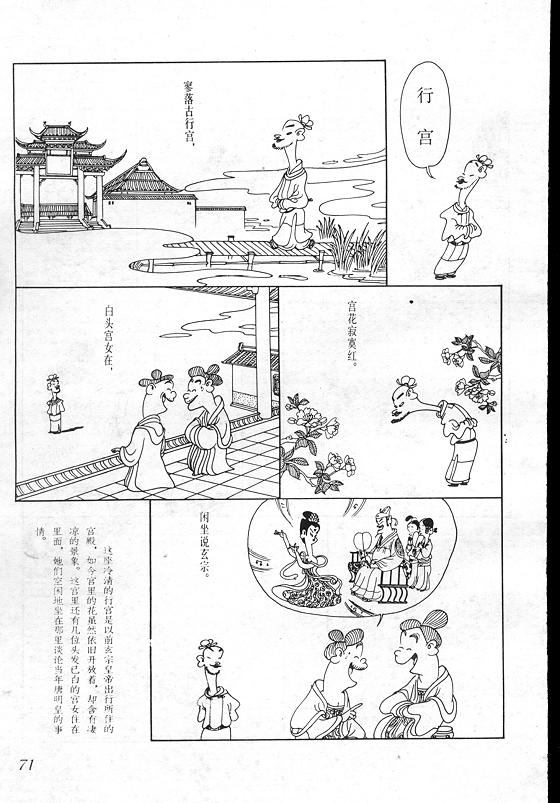 行宫
寥落古行宫，
宫花寂寞红。
白头宫女在，
闲坐说玄宗。
这座冷清的行宫是以前玄宗皇帝出行所住的
宫殿，如今宫里的花虽然依旧开放着，却含有凄
凉的景象。这宫里还有几位头发已白的宫女住在
里面，她们空闲地坐在那里谈论当年唐明皇的事
情。
71